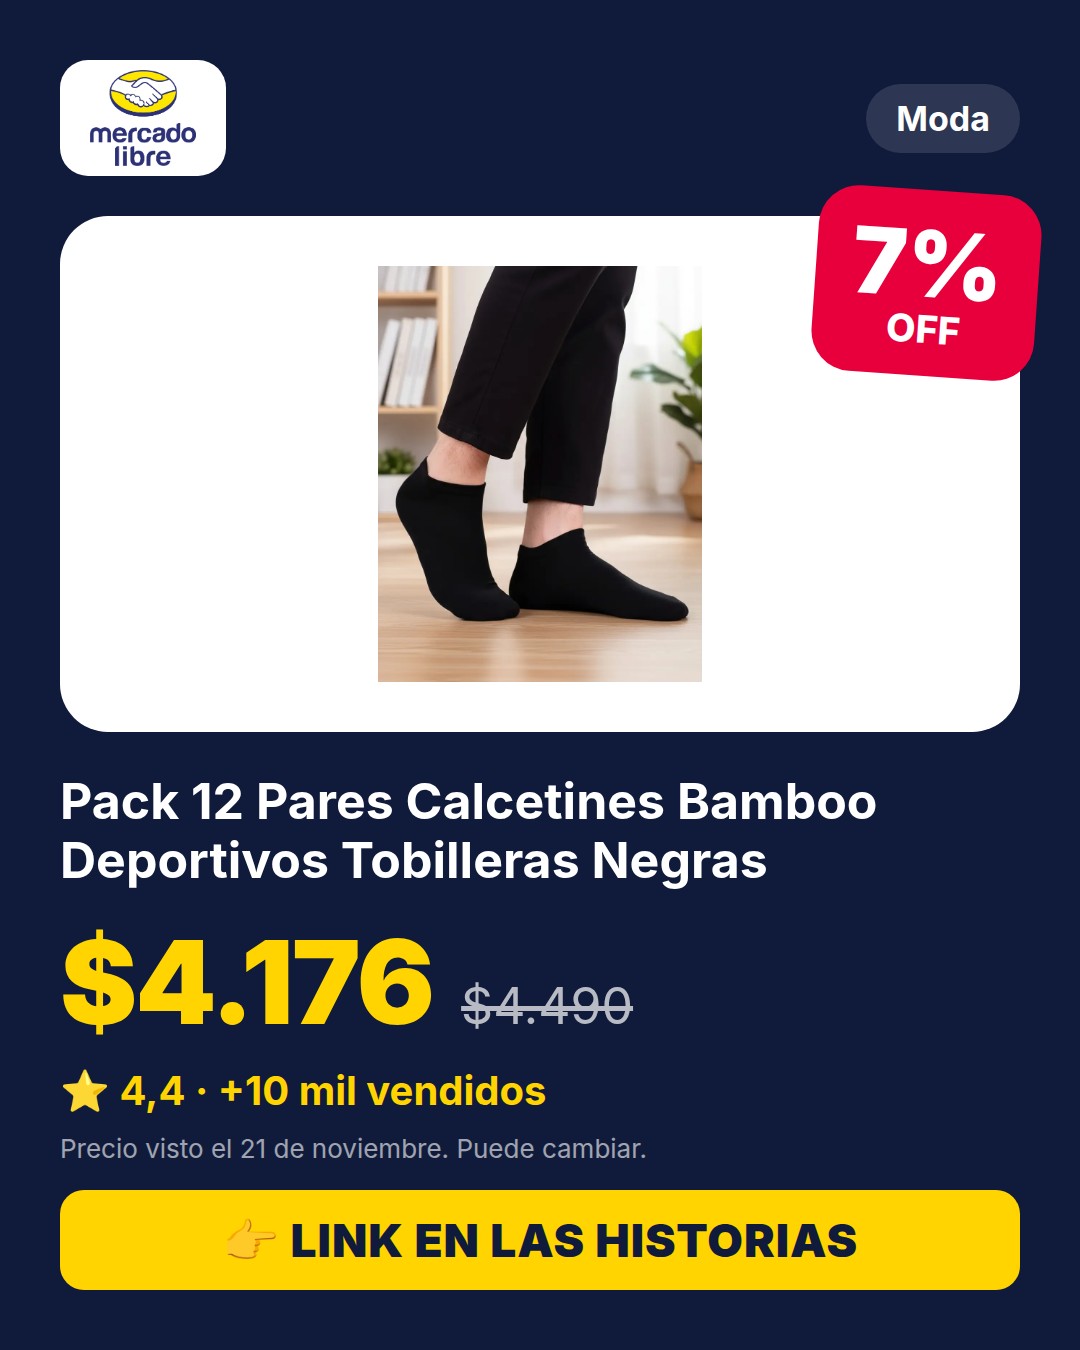 mercado
libre
Moda
7%
OFF
Pack 12 Pares Calcetines Bamboo
Deportivos Tobilleras Negras
$4.176 $4.490
⭐ 4,4 · +10 mil vendidos
Precio visto el 21 de noviembre. Puede cambiar.
👉 LINK EN LAS HISTORIAS